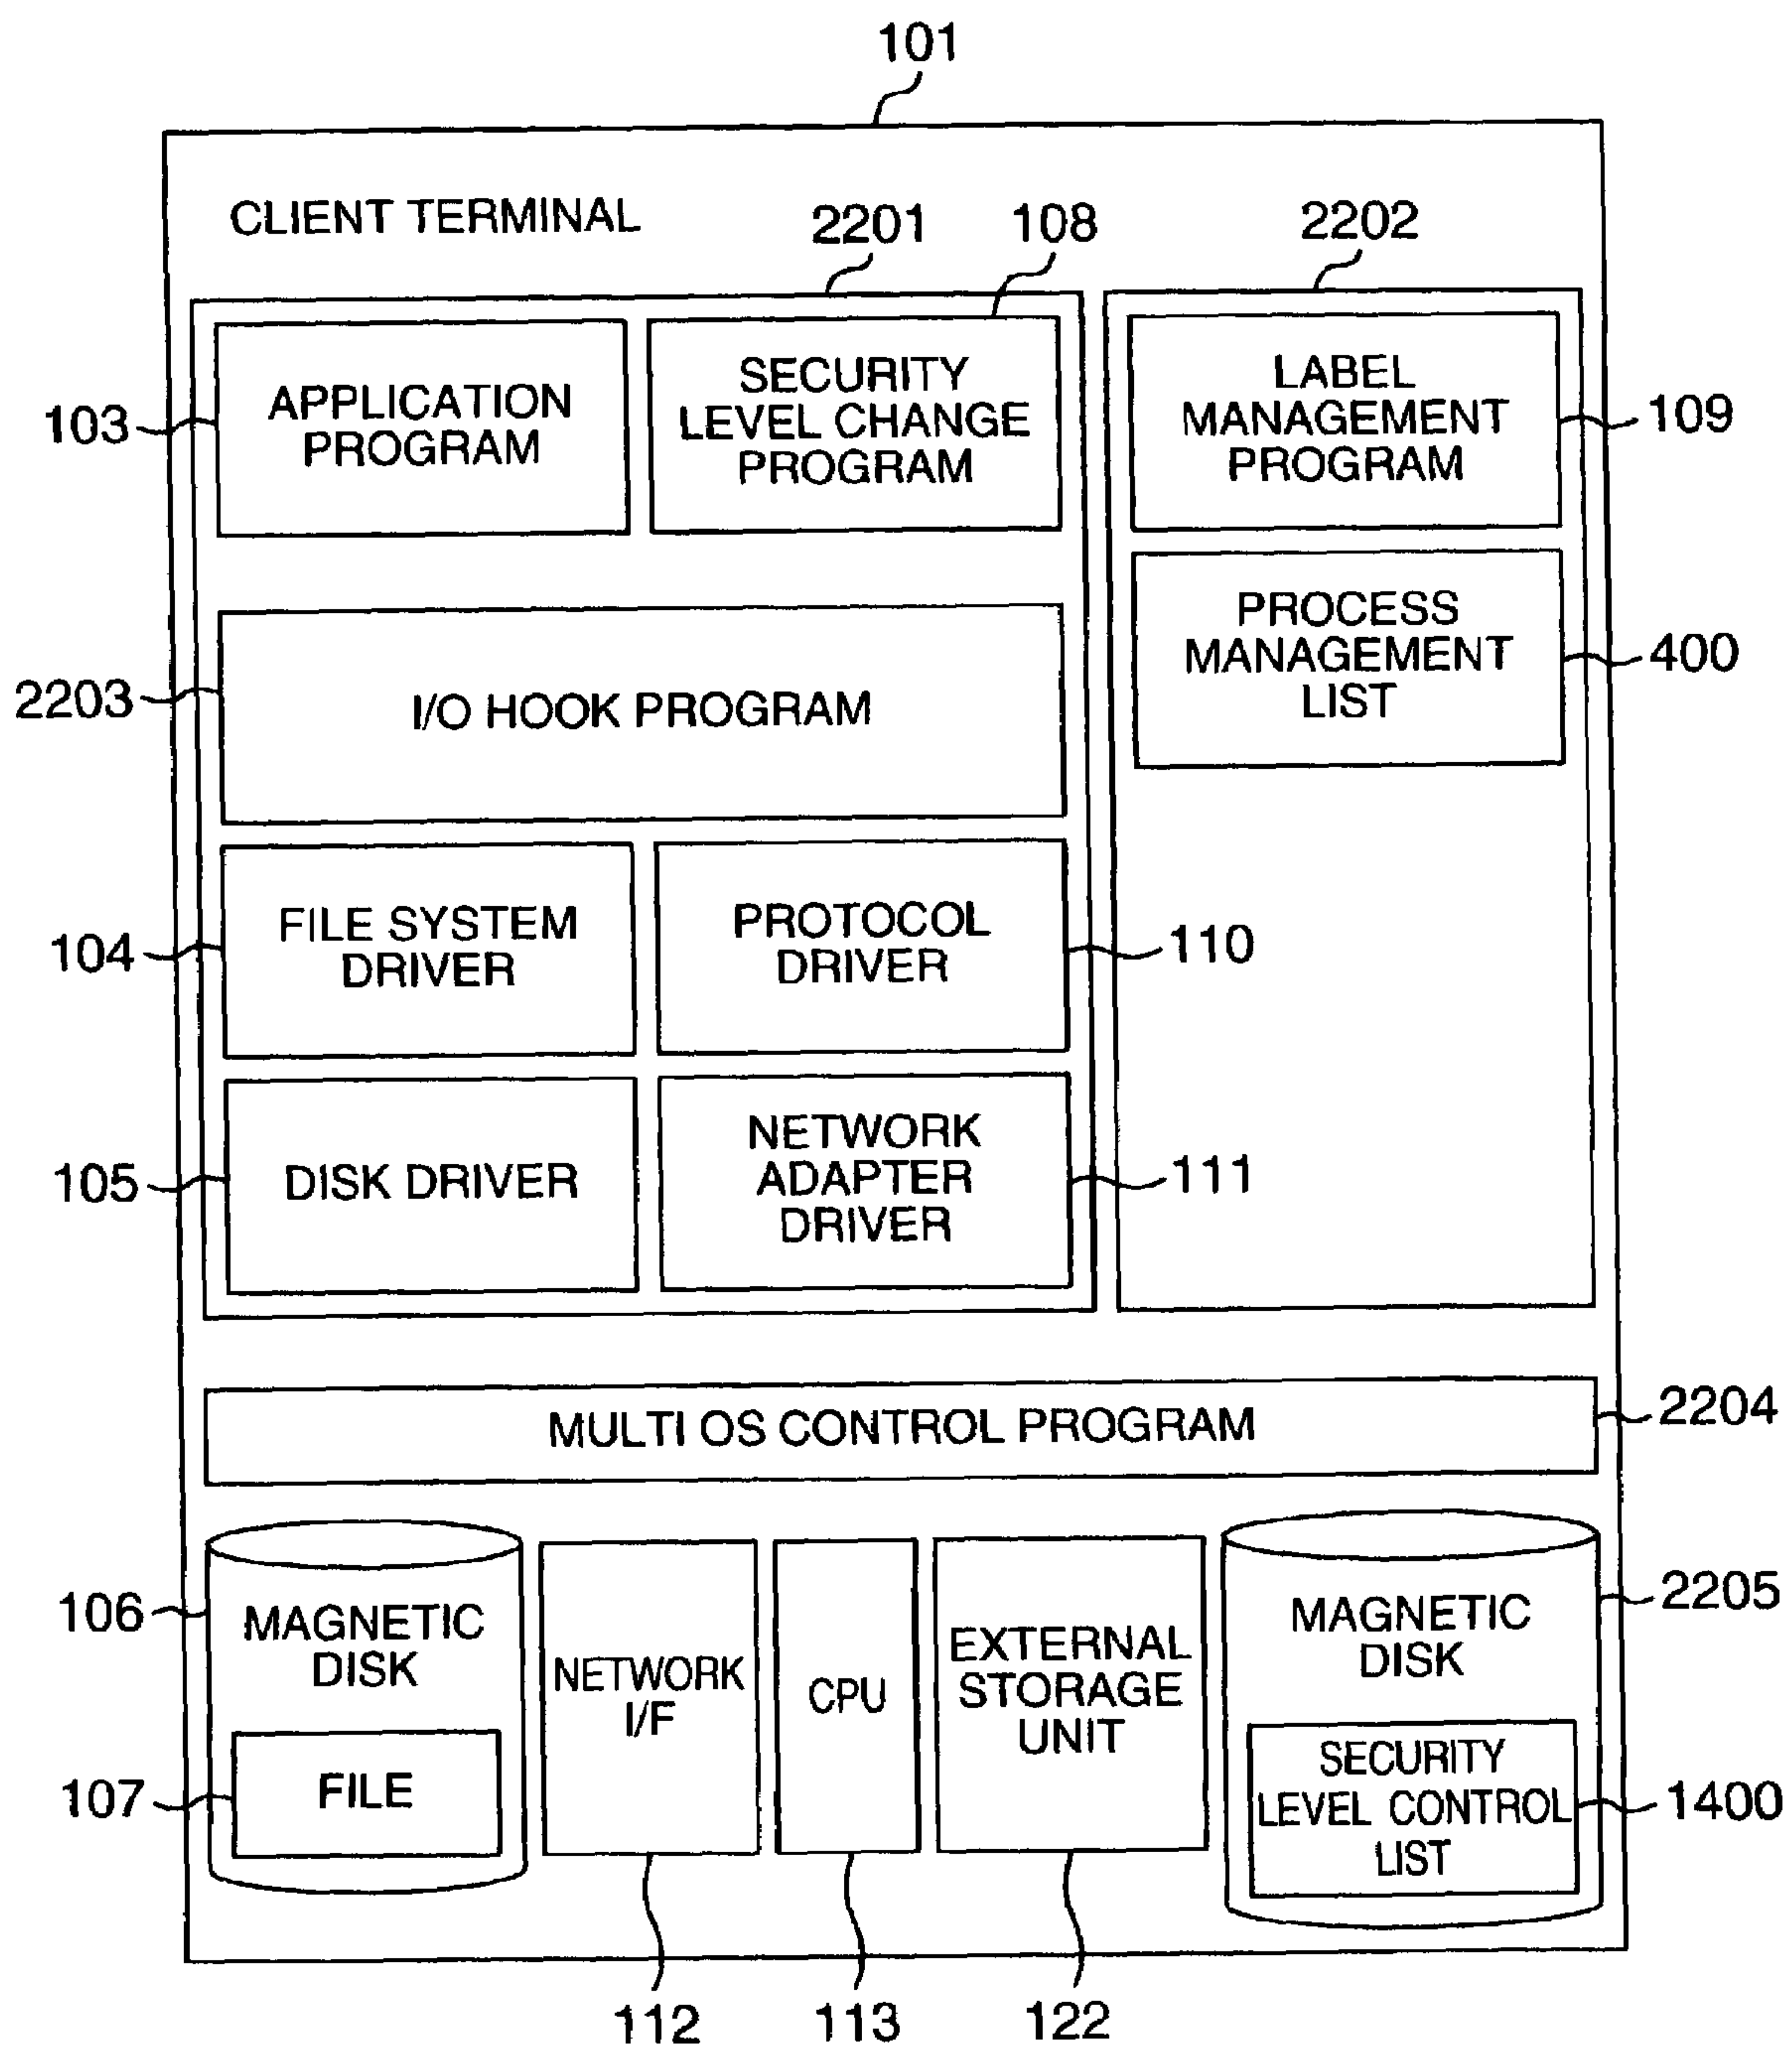 101
CLIENT TERMINAL
2201
108
2202
103
APPLICATION
PROGRAM
SECURITY
LEVEL CHANGE
PROGRAM
LABEL
MANAGEMENT
PROGRAM
109
PROCESS
MANAGEMENT
LIST
400
2203
I/O HOOK PROGRAM
104
FILE SYSTEM
DRIVER
PROTOCOL
DRIVER
110
105
DISK DRIVER
NETWORK
ADAPTER
DRIVER
111
MULTI OS CONTROL PROGRAM
2204
106
MAGNETIC
DISK
107
FILE
NETWORK
I/F
CPU
EXTERNAL
STORAGE
UNIT
MAGNETIC
DISK
2205
SECURITY
LEVEL CONTROL
LIST
1400
112
113
122